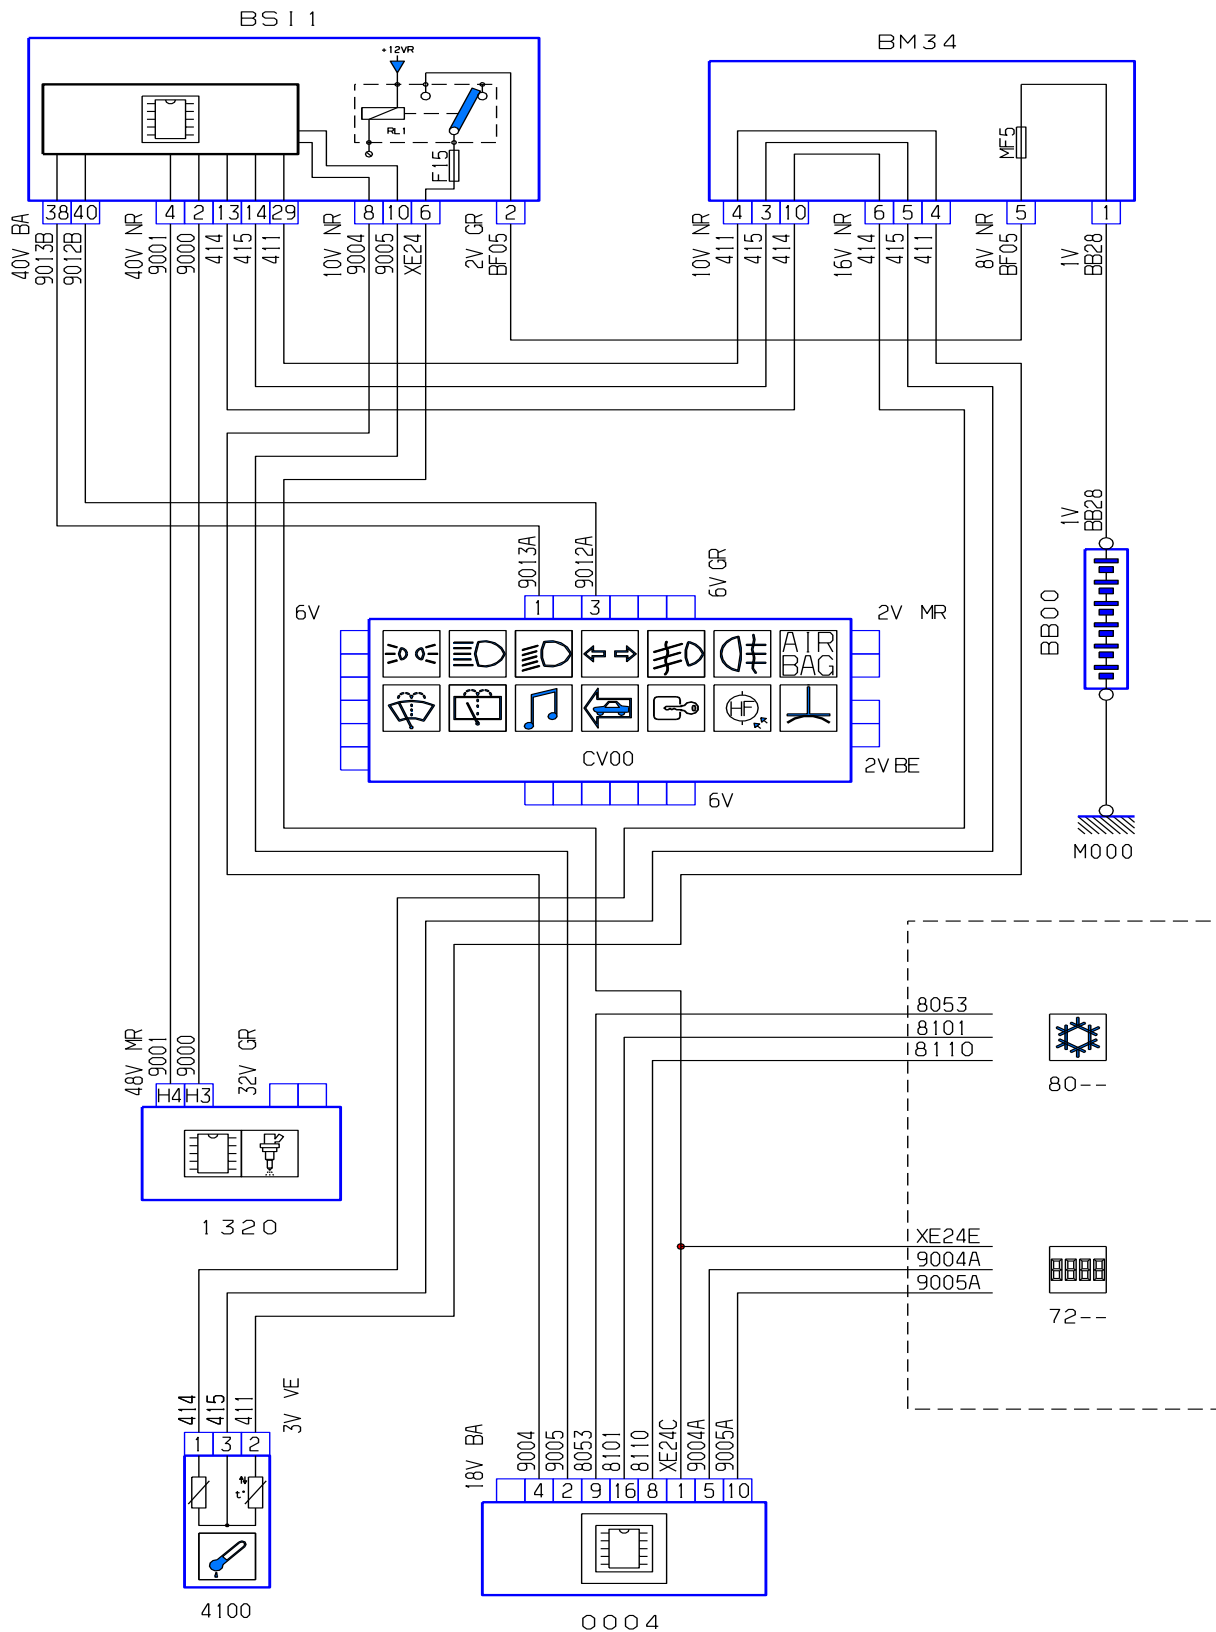 BSI 1
BM34
+12VR
RL1
F15
MF5
38 40 4 2 13 14 29 8 10 6 2
4 3 10 6 5 4 5 1
40V BA
9013B
9012B
40V NR
9001
9000
414
415
411
10V NR
9004
9005
XE24
2V GR
BF05
10V NR
411
415
414
16V NR
414
415
411
8V NR
BF05
1V
BB28
1V
BB28
BB00
M000
9013A
9012A
6V GR
1 3
6V
2V MR
AIR
BAG
HF
CV00
2V BE
6V
8053
8101
8110
80--
48V MR
9001
9000
32V GR
H4 H3
1320
XE24E
9004A
9005A
72--
414
415
411
3V VE
1 3 2
t°
4100
18V BA
9004
9005
8053
8101
8110
XE24C
9004A
9005A
4 2 9 16 8 1 5 10
0004